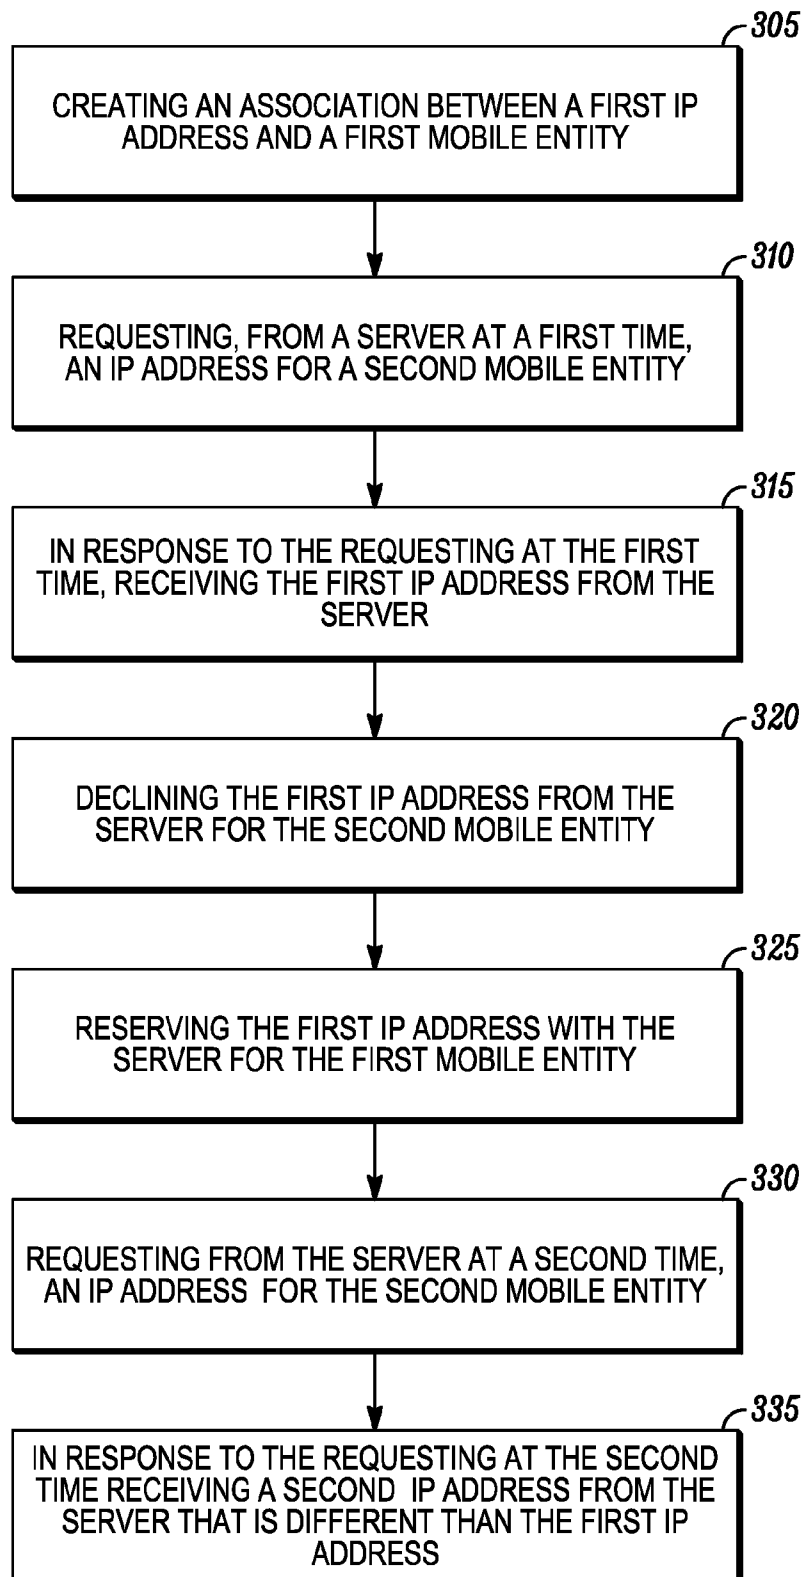 305
CREATING AN ASSOCIATION BETWEEN A FIRST IP
ADDRESS AND A FIRST MOBILE ENTITY
310
REQUESTING, FROM A SERVER AT A FIRST TIME,
AN IP ADDRESS FOR A SECOND MOBILE ENTITY
315
IN RESPONSE TO THE REQUESTING AT THE FIRST
TIME, RECEIVING THE FIRST IP ADDRESS FROM THE
SERVER
320
DECLINING THE FIRST IP ADDRESS FROM THE
SERVER FOR THE SECOND MOBILE ENTITY
325
RESERVING THE FIRST IP ADDRESS WITH THE
SERVER FOR THE FIRST MOBILE ENTITY
330
REQUESTING FROM THE SERVER AT A SECOND TIME,
AN IP ADDRESS FOR THE SECOND MOBILE ENTITY
335
IN RESPONSE TO THE REQUESTING AT THE SECOND
TIME RECEIVING A SECOND IP ADDRESS FROM THE
SERVER THAT IS DIFFERENT THAN THE FIRST IP
ADDRESS